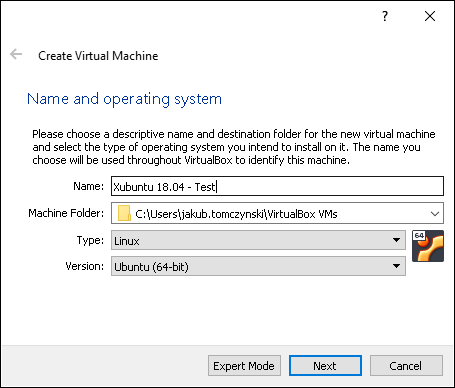 ?
Create Virtual Machine
Name and operating system
Please choose a descriptive name and destination folder for the new virtual machine
and select the type of operating system you intend to install on it. The name you
choose will be used throughout VirtualBox to identify this machine.
Name: Xubuntu 18.04 - Test
Machine Folder: C:\Users\jakub.tomczynski\VirtualBox VMs
Type: Linux
64
Version: Ubuntu (64-bit)
Expert Mode Next Cancel